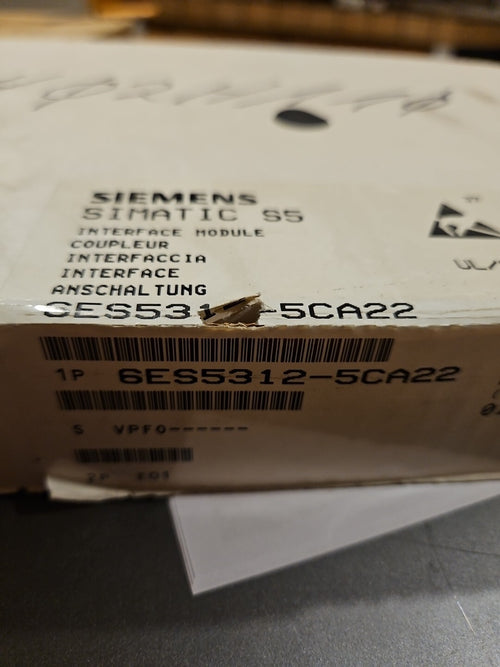 SIEMENS
SIMATIC S5
INTERFACE MODULE
COUPLEUR
INTERFACCIA
INTERFACE
ANSCHALTUNG
6ES531 -5CA22
1P 6ES5312-5CA22
S VPF0------